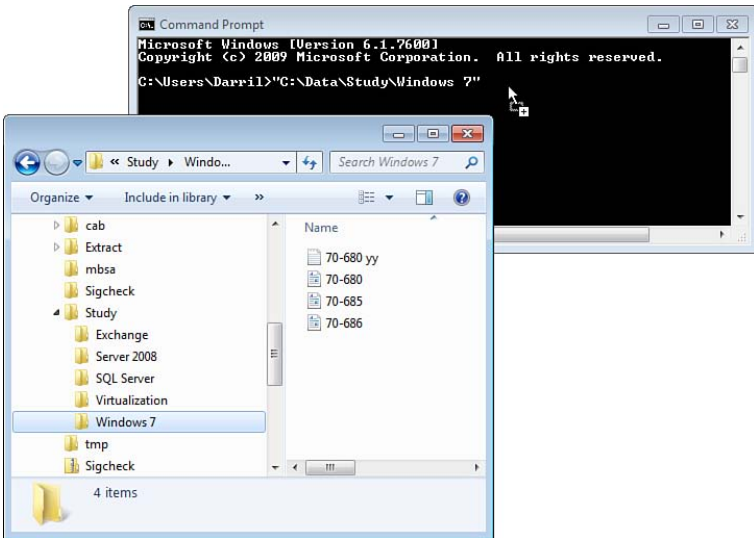 Command Prompt
Microsoft Windows [Version 6.1.7600]
Copyright (c) 2009 Microsoft Corporation.  All rights reserved.
C:\Users\Darril>"C:\Data\Study\Windows 7"
« Study ▸ Windo...
Search Windows 7
Organize ▾ Include in library ▾ »
cab
Extract
mbsa
Sigcheck
Study
Exchange
Server 2008
SQL Server
Virtualization
Windows 7
tmp
Sigcheck
Name
70-680 yy
70-680
70-685
70-686
4 items